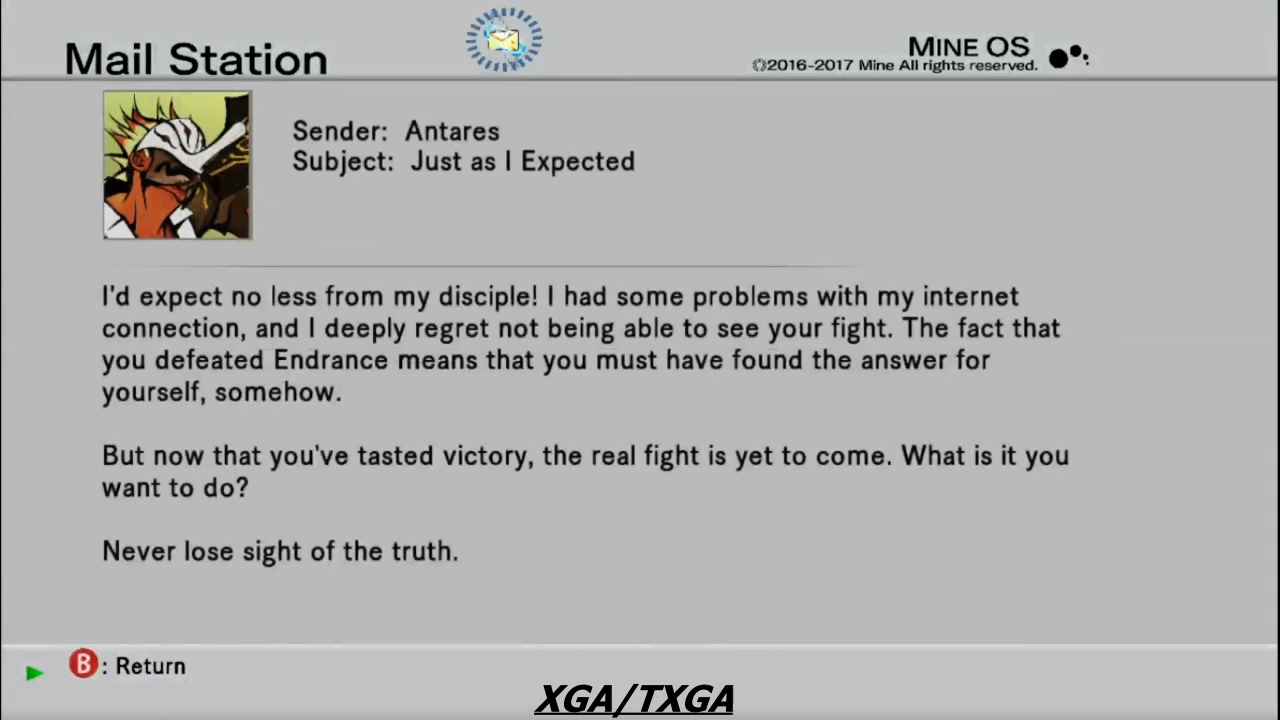 Mail Station
MINE OS
©2016-2017 Mine All rights reserved.
Sender: Antares
Subject: Just as I Expected
I'd expect no less from my disciple! I had some problems with my internet
connection, and I deeply regret not being able to see your fight. The fact that
you defeated Endrance means that you must have found the answer for
yourself, somehow.
But now that you've tasted victory, the real fight is yet to come. What is it you
want to do?
Never lose sight of the truth.
B: Return
XGA/TXGA